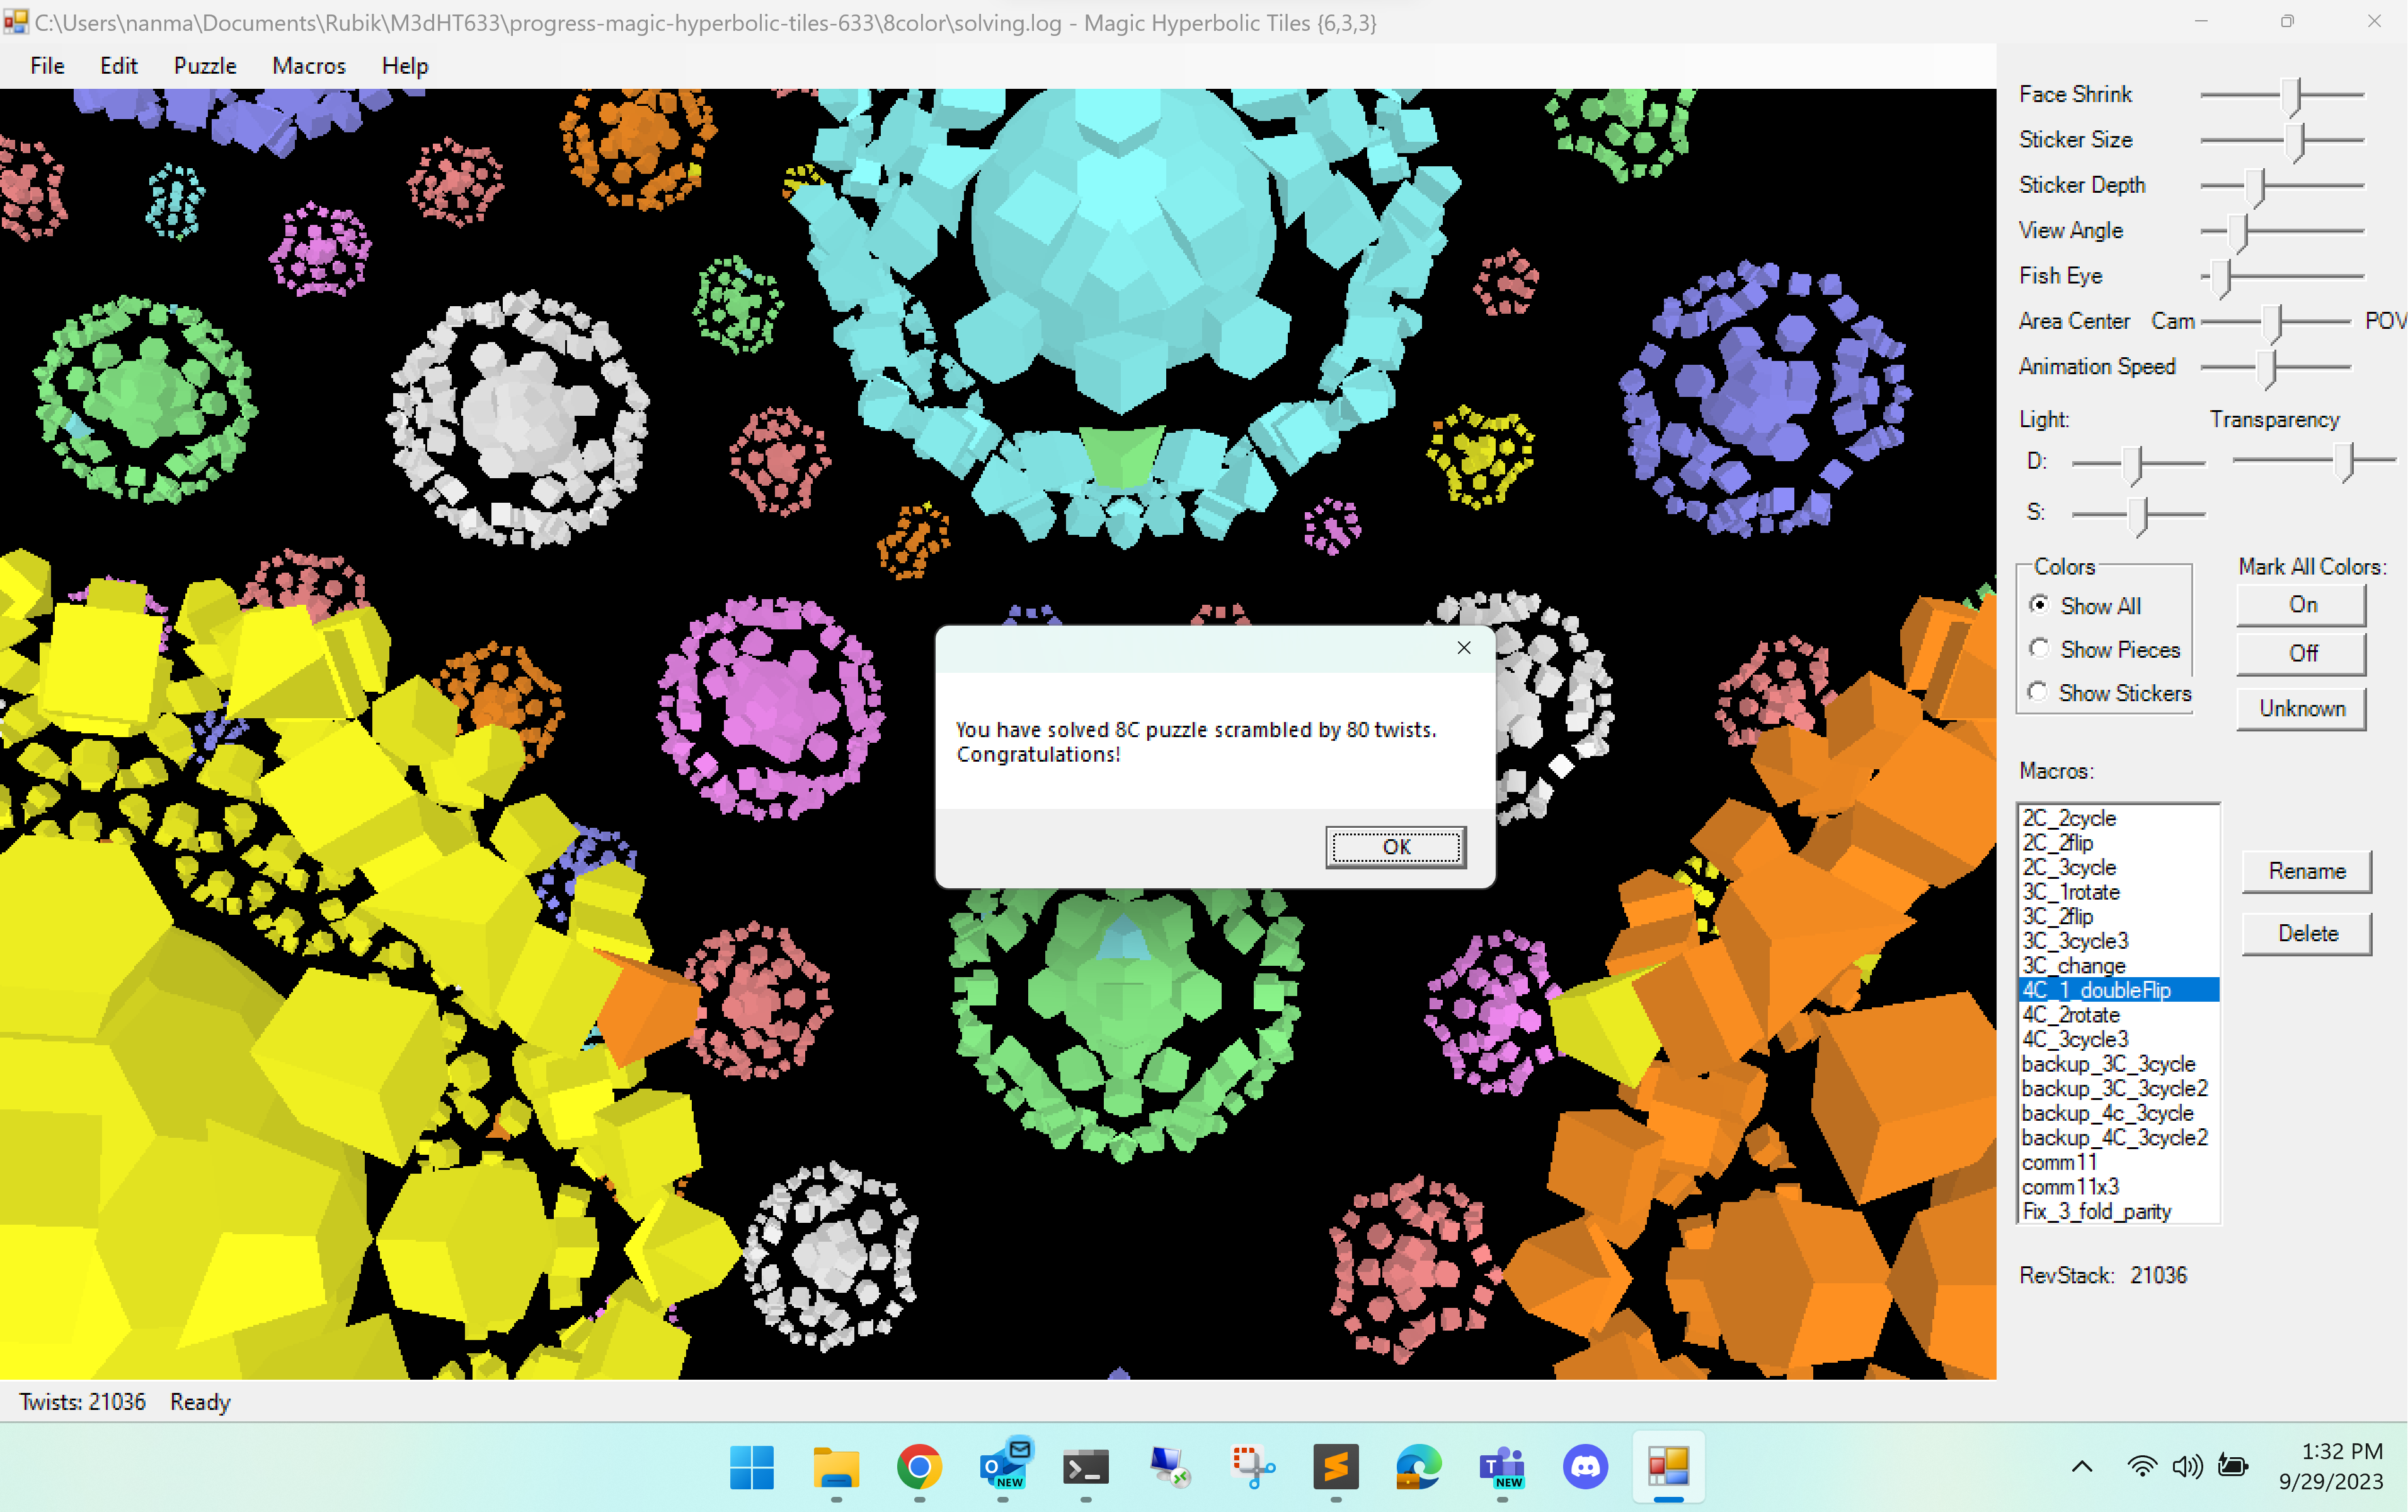 C:\Users\nanma\Documents\Rubik\M3dHT633\progress-magic-hyperbolic-tiles-633\8color\solving.log - Magic Hyperbolic Tiles {6,3,3}
File Edit Puzzle Macros Help
Face Shrink
Sticker Size
Sticker Depth
View Angle
Fish Eye
Area Center Cam POV
Animation Speed
Light: Transparency
D:
S:
Colors
Show All
Show Pieces
Show Stickers
Mark All Colors:
On
Off
Unknown
You have solved 8C puzzle scrambled by 80 twists.
Congratulations!
OK
Macros:
2C_2cycle
2C_2flip
2C_3cycle
3C_1rotate
3C_2flip
3C_3cycle3
3C_change
4C_1_doubleFlip
4C_2rotate
4C_3cycle3
backup_3C_3cycle
backup_3C_3cycle2
backup_4c_3cycle
backup_4C_3cycle2
comm11
comm11x3
Fix_3_fold_parity
Rename
Delete
RevStack: 21036
Twists: 21036 Ready
NEW
NEW
1:32 PM
9/29/2023